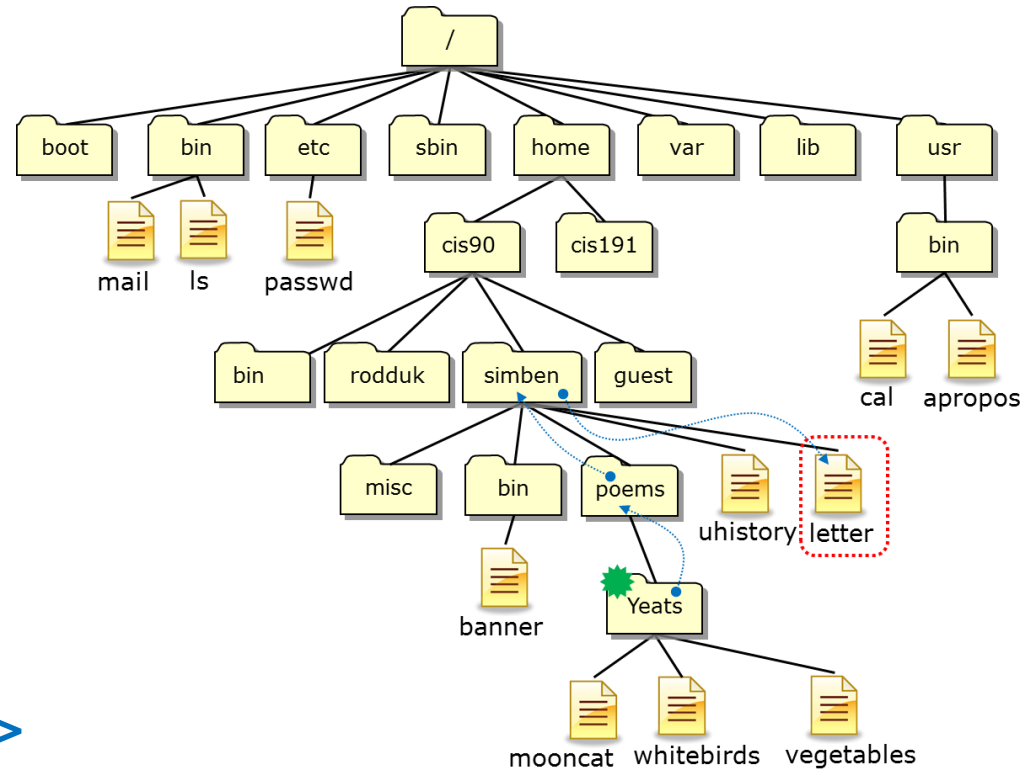 /
boot
bin
etc
sbin
home
var
lib
usr
mail
ls
passwd
cis90
cis191
bin
cal
apropos
bin
rodduk
simben
guest
misc
bin
poems
uhistory
letter
banner
Yeats
mooncat
whitebirds
vegetables
>